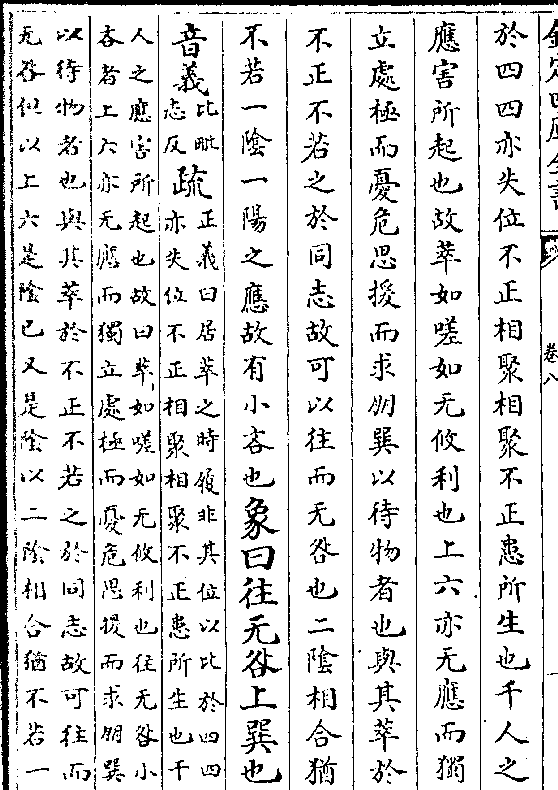 欽定四庫全書
卷八
於四四亦失位不正相聚相聚不正患所生也千人之
應害所起也故萃如嗟如无攸利也上六亦无應而獨
立處極而憂危思援而求朋巽以待物者也與其萃於
不正不若之於同志故可以往而无咎也二陰相合猶
不若一陰一陽之應故有小吝也象曰往无咎上巽也
音義比毗
志反
疏正義曰居萃之時履非其位以比於四四
亦失位不正相聚相聚不正患所生也千
人之應害所起也故曰萃如嗟如无攸利也往无咎小
吝者上六亦无應而獨立處極而憂危思援而求朋巽
以待物者也與其萃於不正不若之於同志故可往而
无咎但以上六是陰已又是陰以二陰相合猶不若一